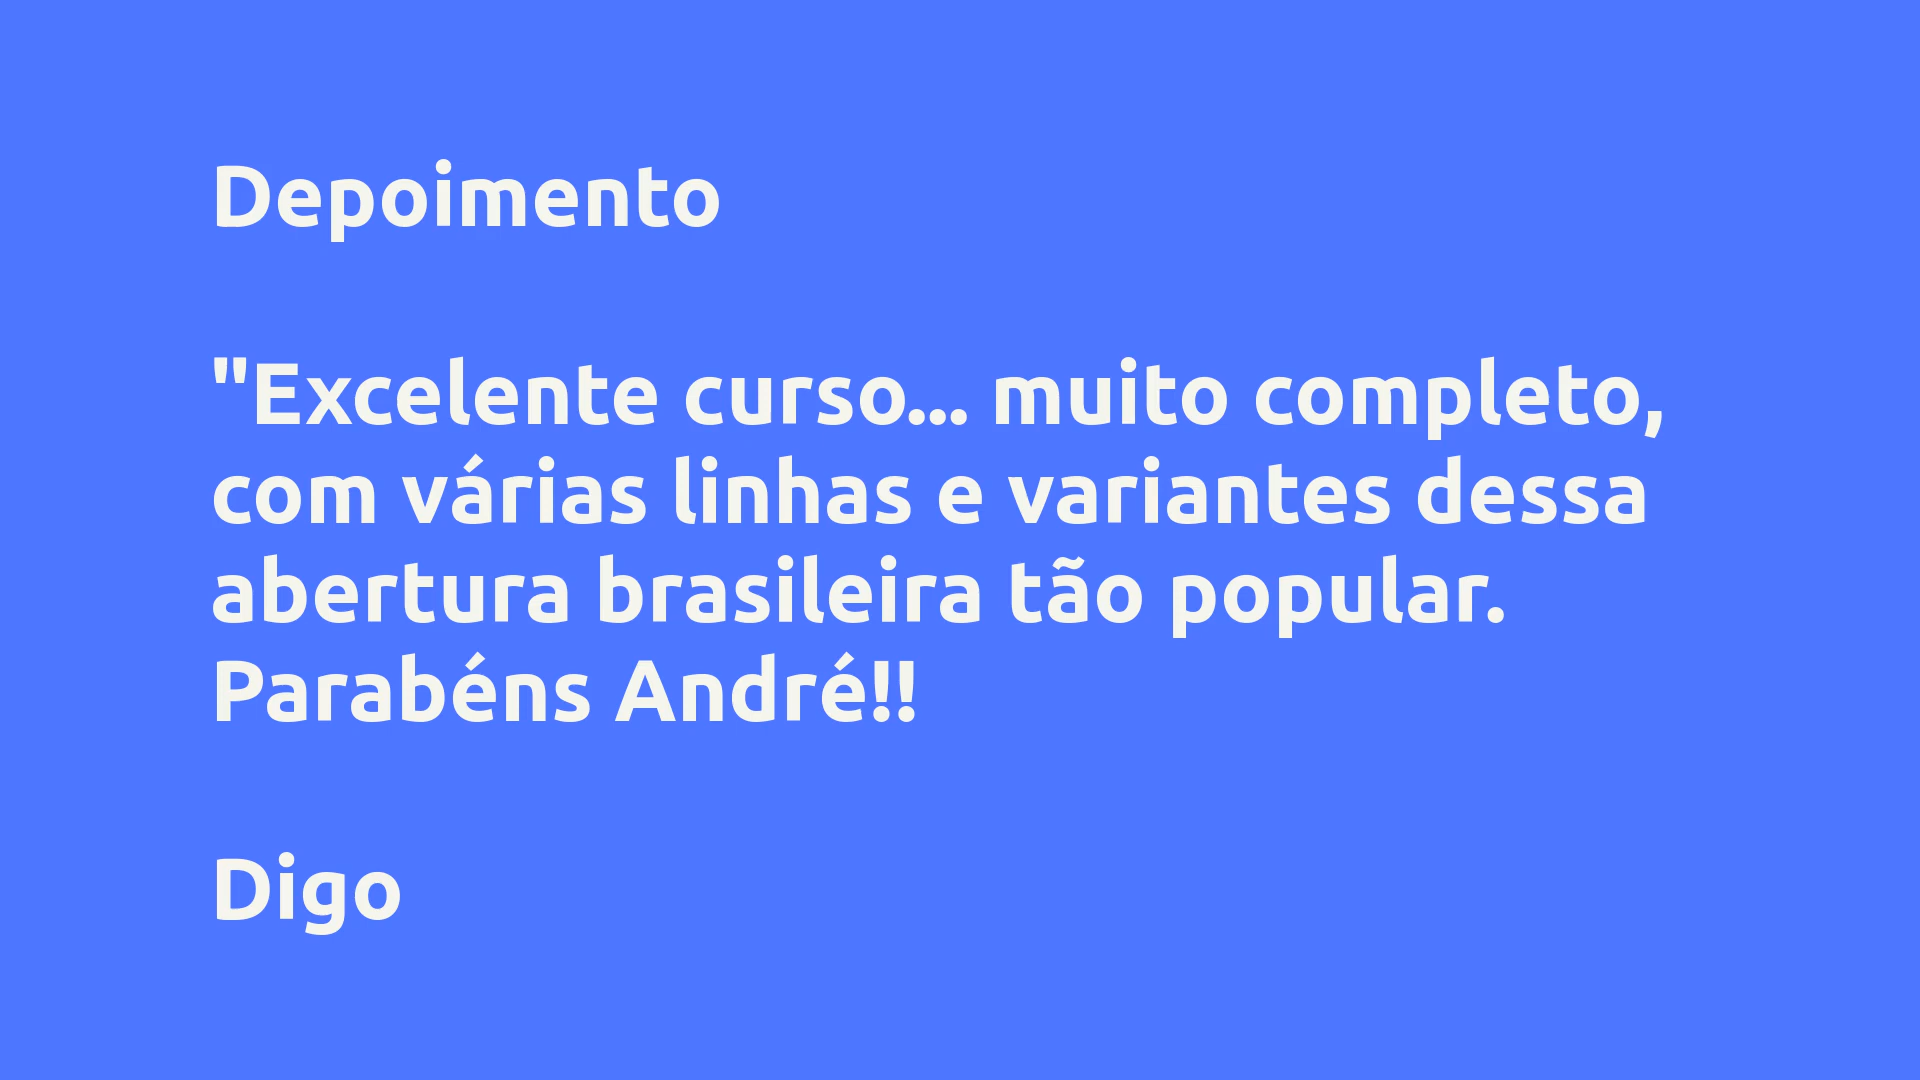 Depoimento
"Excelente curso... muito completo,
com várias linhas e variantes dessa
abertura brasileira tão popular.
Parabéns André!!
Digo